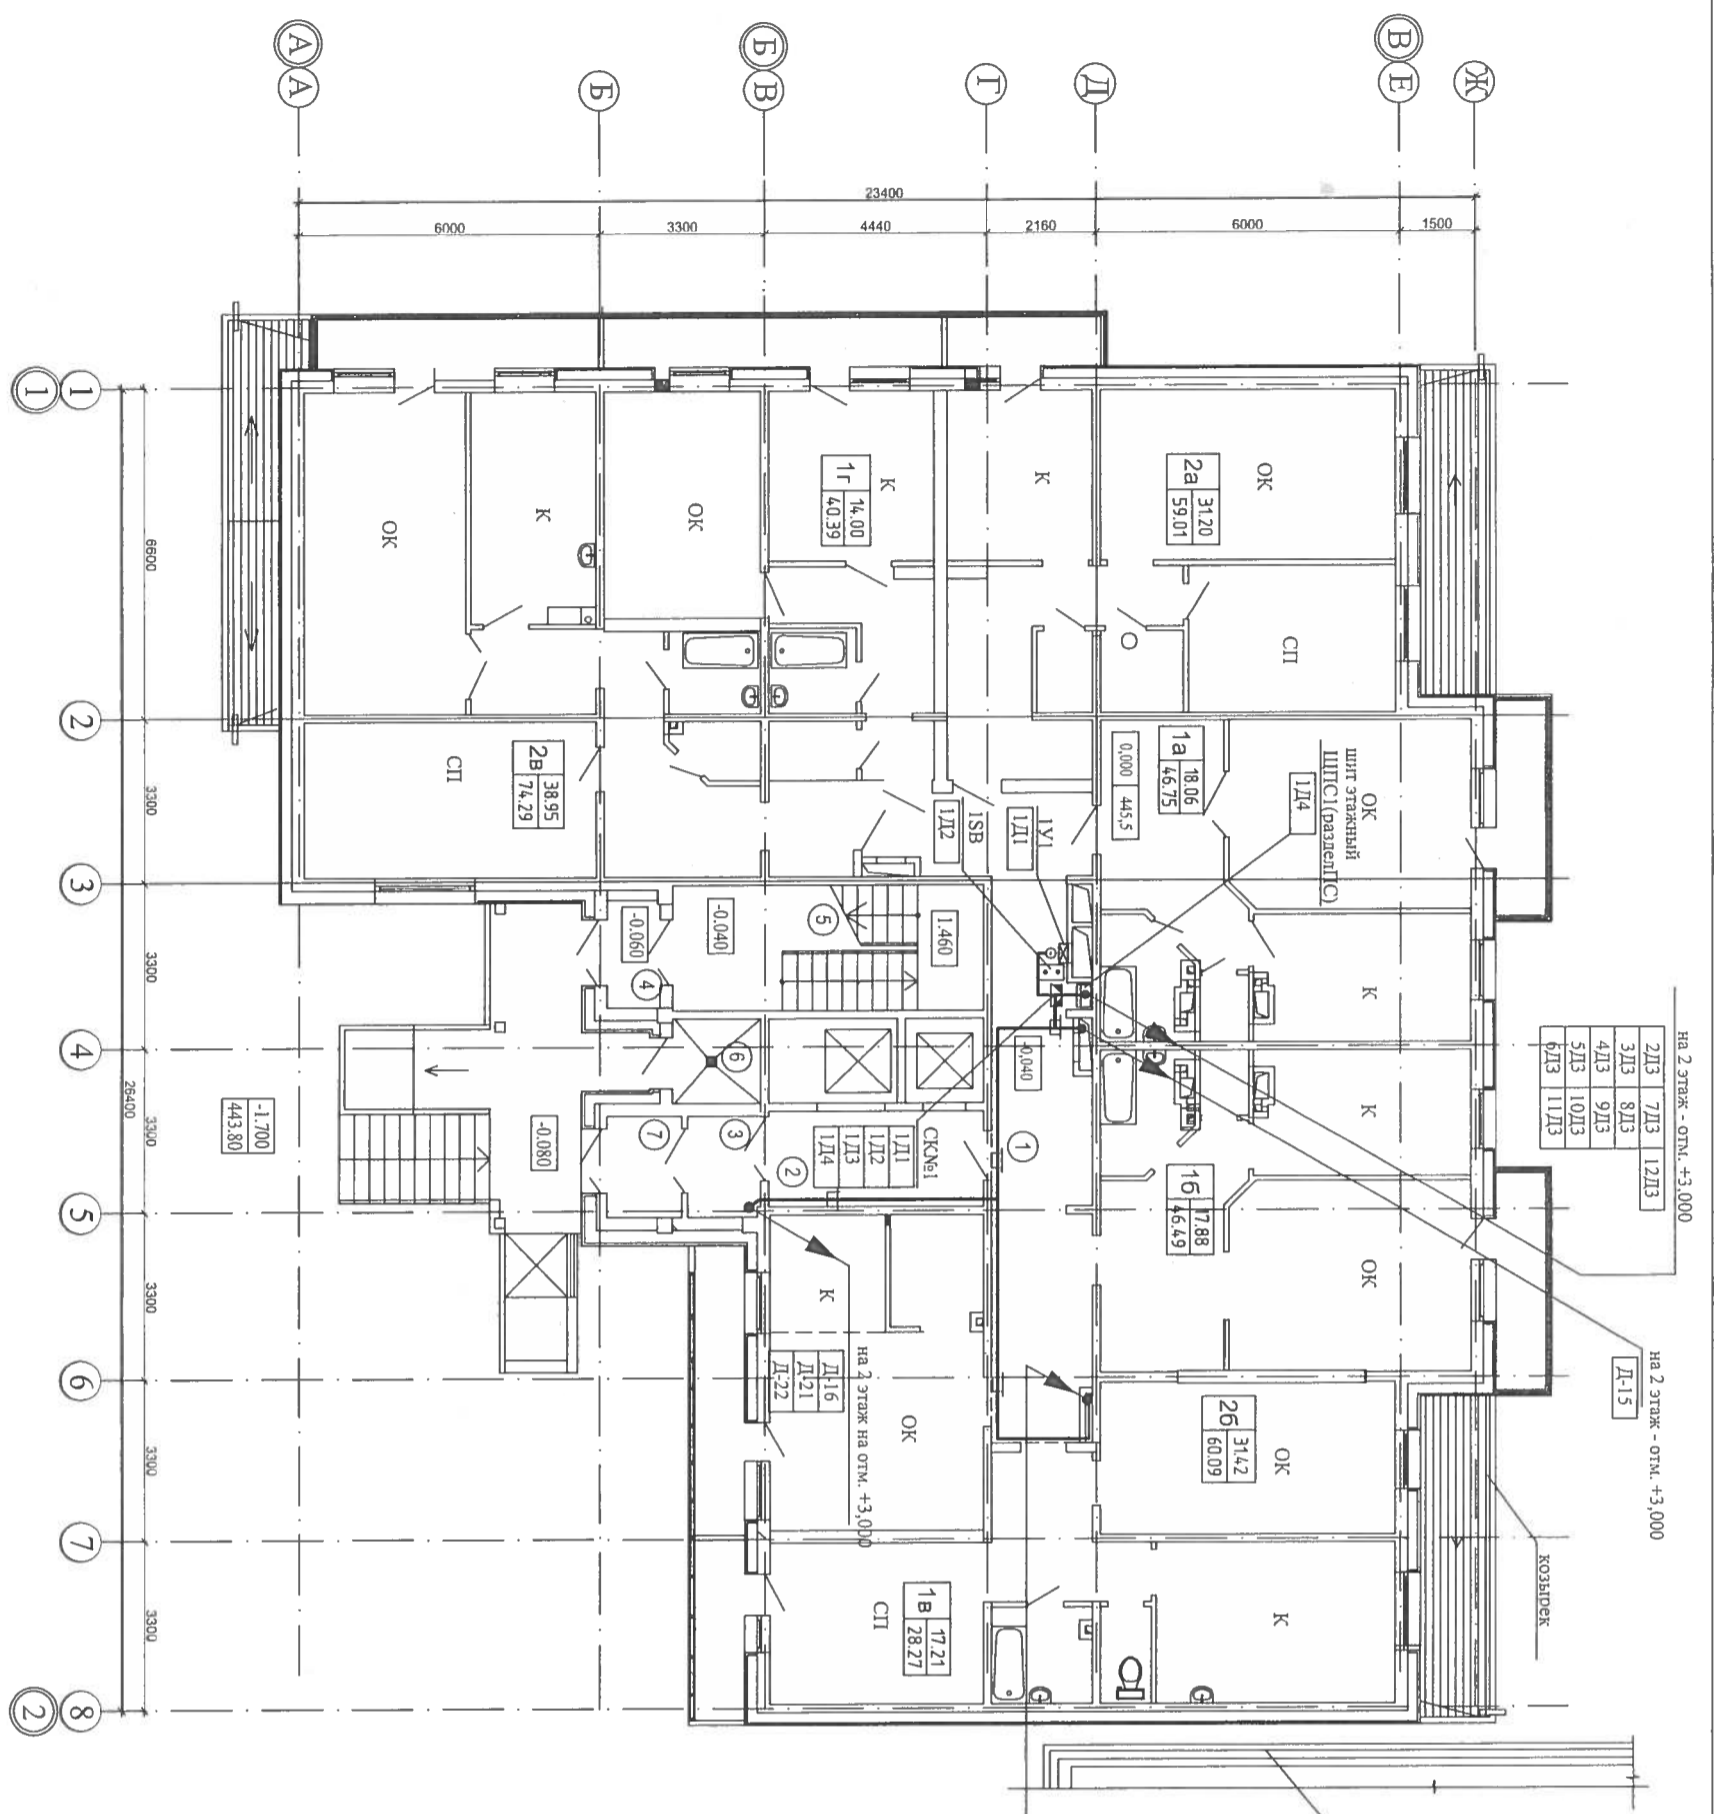 А
А
Б
Б
В
Г
Д
В
Е
Ж
23400
6000
3300
4440
2160
6000
1500
1
1
2
3
4
5
6
7
8
2
6600
3300
3300
3300
3300
3300
3300
26400
ОК
К
ОК
1г
14.00
40.39
К
К
2а
31.20
59.01
ОК
СП
О
СП
2в
38.95
74.29
1SB
1Д2
1У1
1Д1
0,000
445,5
1а
18.06
46.75
ОК
щит этажный
ЩПС1(разделПС)
1Д4
-0.060
-0.040
5
1.460
4
6
-0,040
К
К
на 2 этаж - отм. +3,000
2Д3
7Д3
12Д3
3Д3
8Д3
4Д3
9Д3
5Д3
10Д3
6Д3
11Д3
-1.700
443.80
-0.080
7
3
2
СК№1
1Д1
1Д2
1Д3
1Д4
1
1б
17.88
46.49
ОК
К
на 2 этаж на отм. +3,000
Д-16
Д-21
Д-22
ОК
2б
31.42
60.09
ОК
на 2 этаж - отм. +3,000
Д-15
козырек
СП
1в
17.21
28.27
К